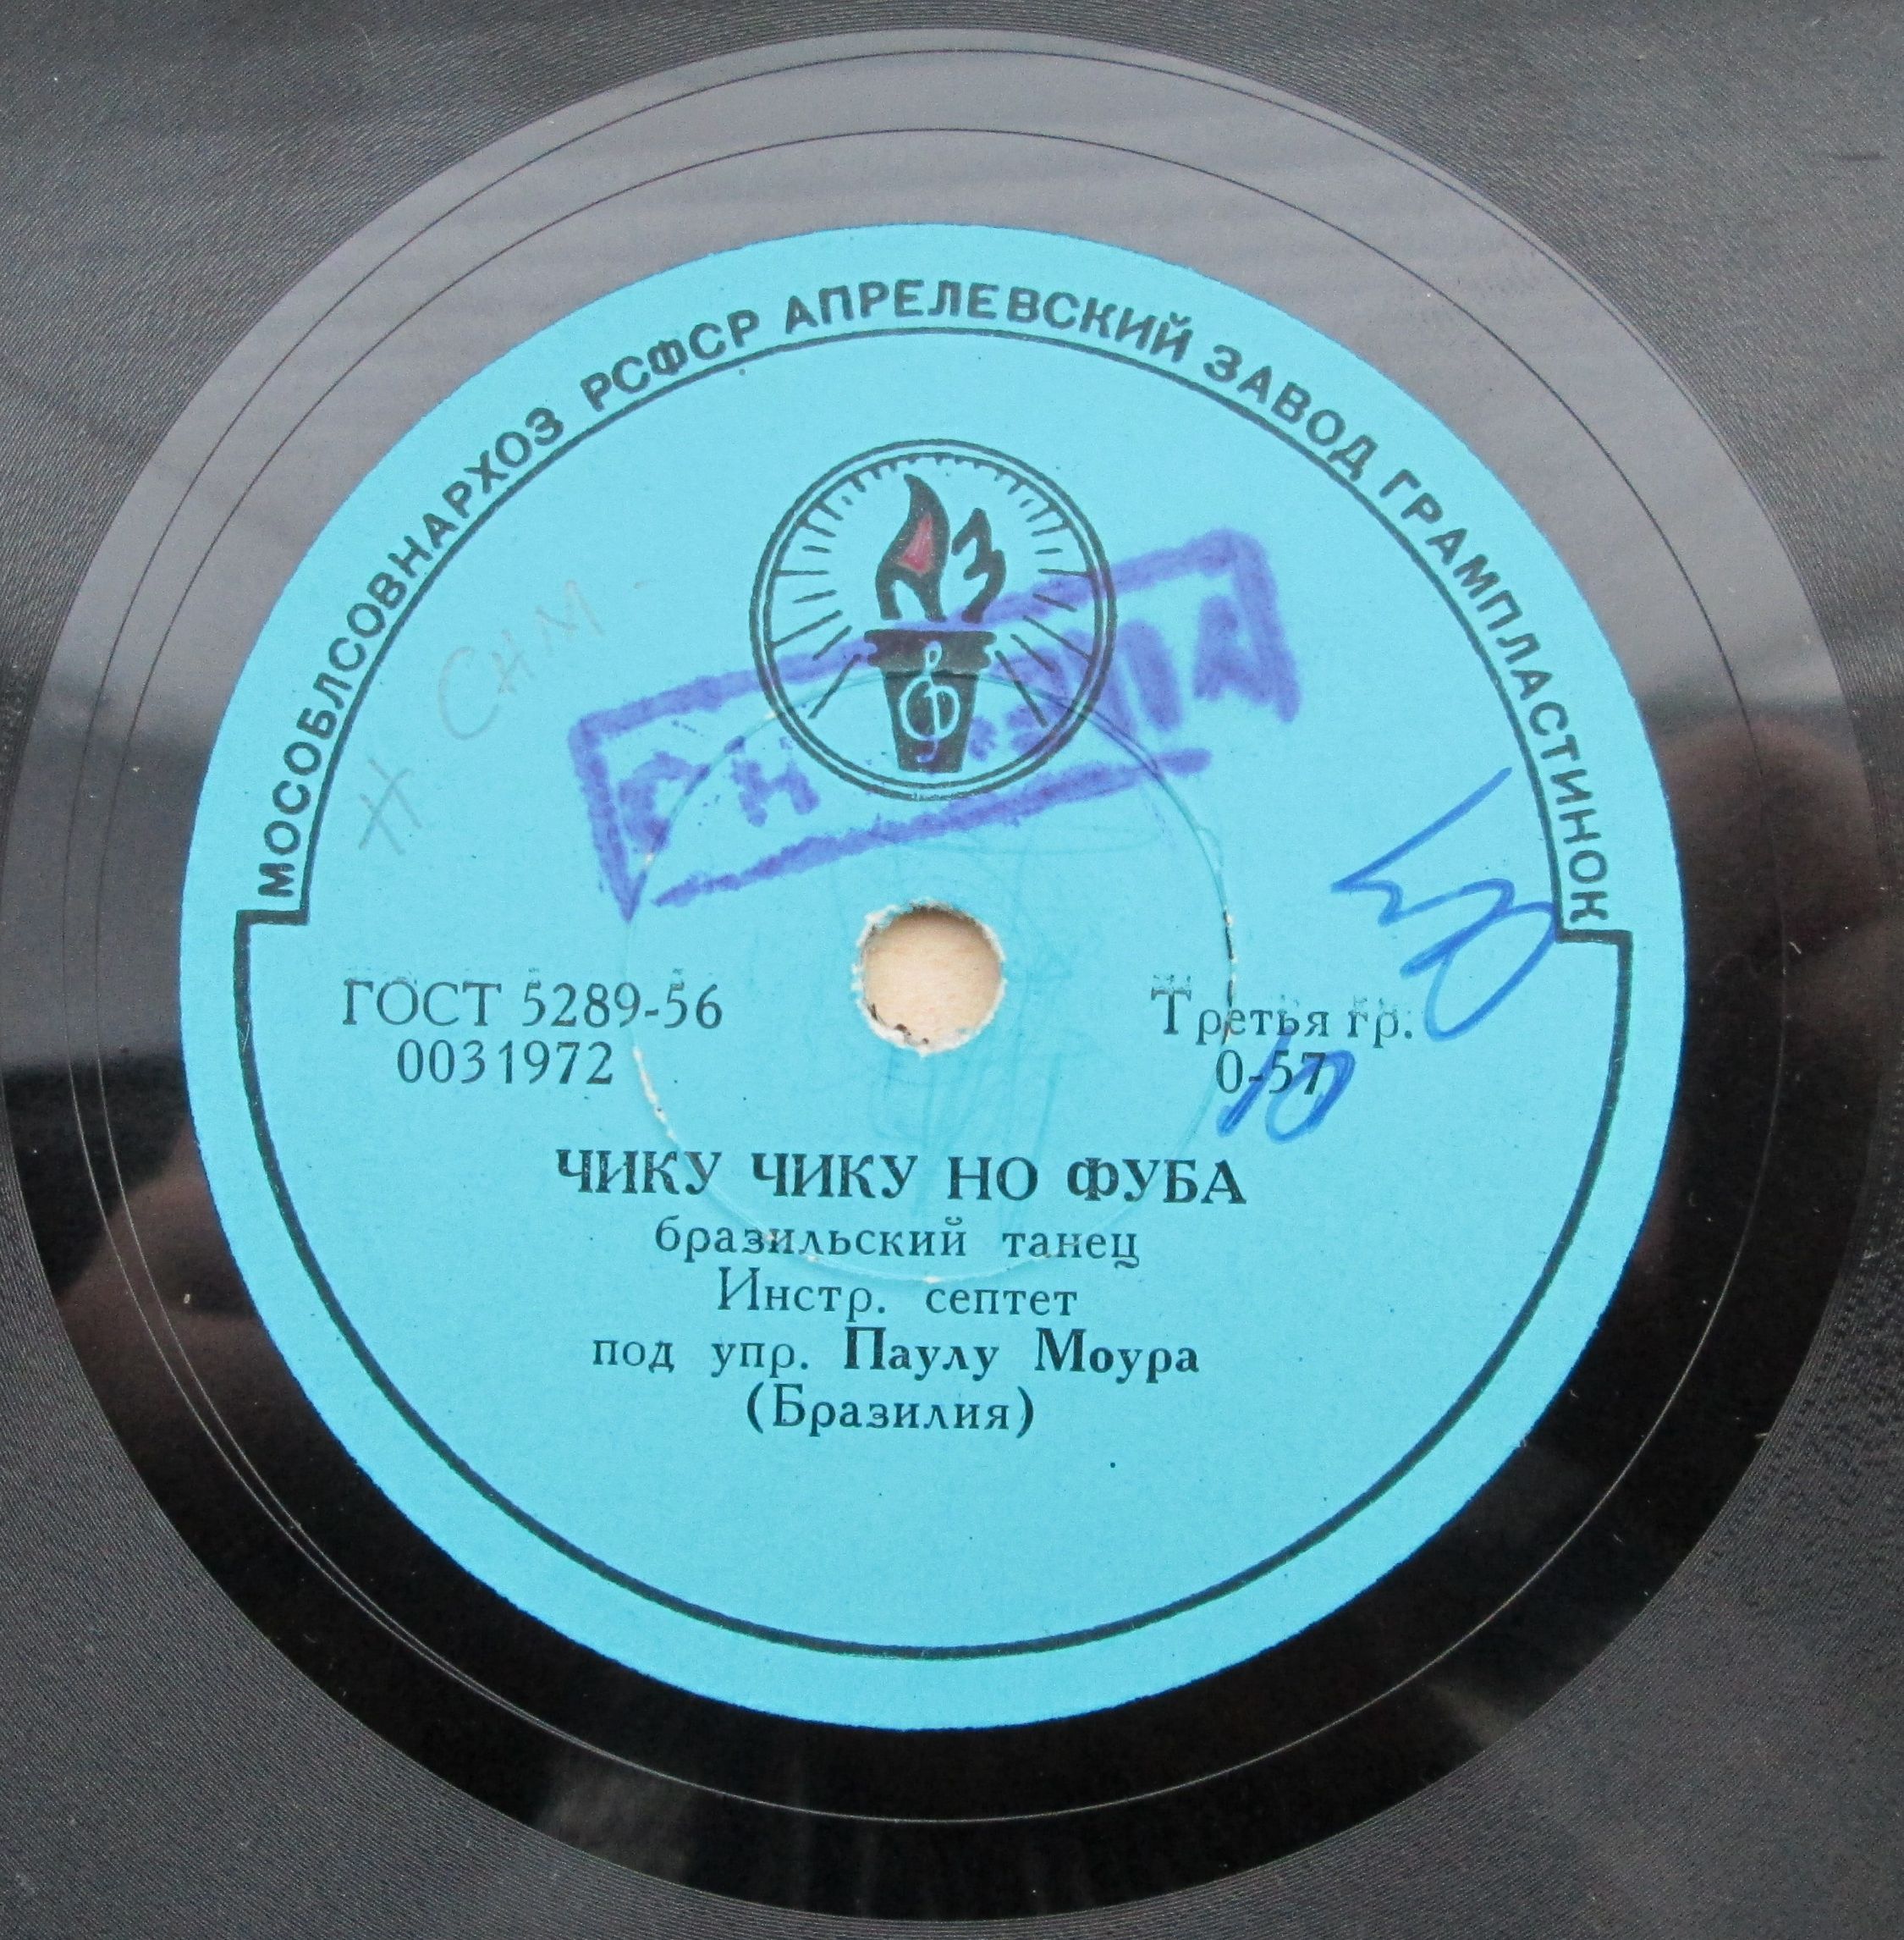 МОСОБЛСОВНАРХОЗ РСФСР АПРЕЛЕВСКИЙ ЗАВОД ГРАМПЛАСТИНОК
ГОСТ 5289-56
0031972
Третья гр.
0-57
ЧИКУ ЧИКУ НО ФУБА
бразильский танец
Инстр. септет
под упр. Паулу Моура
(Бразилия)